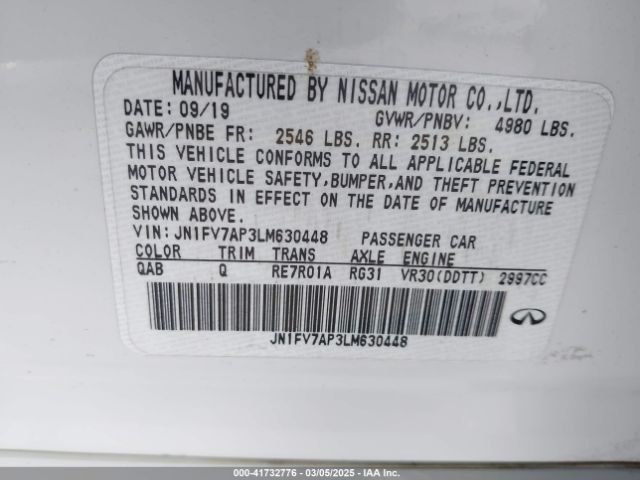 MANUFACTURED BY NISSAN MOTOR CO.,LTD.
DATE: 09/19 GVWR/PNBV: 4980 LBS.
GAWR/PNBE FR: 2546 LBS. RR: 2513 LBS.
THIS VEHICLE CONFORMS TO ALL APPLICABLE FEDERAL
MOTOR VEHICLE SAFETY,BUMPER,AND THEFT PREVENTION
STANDARDS IN EFFECT ON THE DATE OF MANUFACTURE
SHOWN ABOVE.
VIN: JN1FV7AP3LM630448 PASSENGER CAR
COLOR TRIM TRANS AXLE ENGINE
QAB Q RE7R01A RG31 VR30(DDTT) 2997CC
JN1FV7AP3LM630448
000-41732776 - 03/05/2025 - IAA Inc.